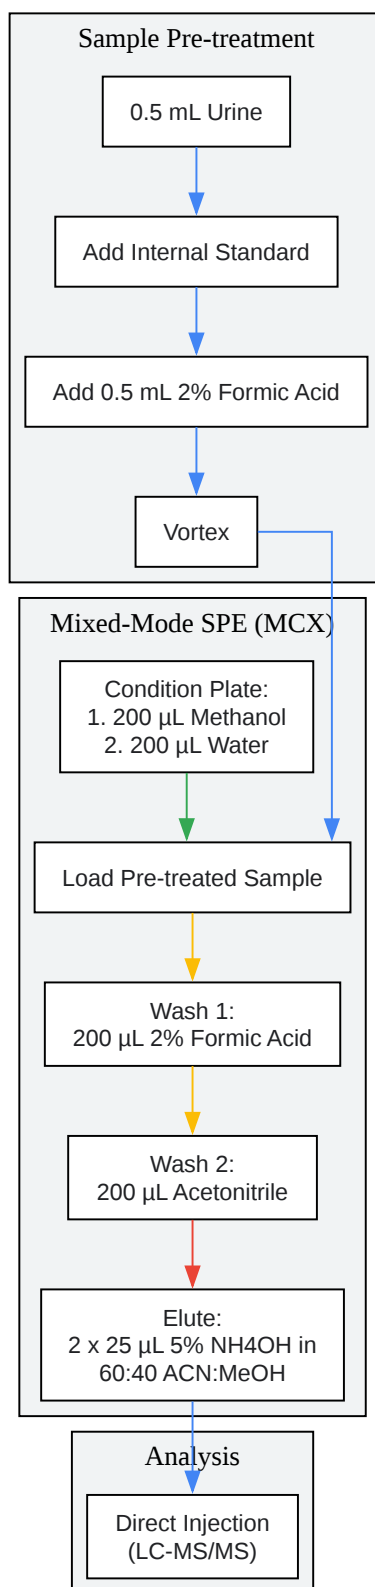 Sample Pre-treatment
0.5 mL Urine
Add Internal Standard
Add 0.5 mL 2% Formic Acid
Vortex
Mixed-Mode SPE (MCX)
Condition Plate:
1. 200 µL Methanol
2. 200 µL Water
Load Pre-treated Sample
Wash 1:
200 µL 2% Formic Acid
Wash 2:
200 µL Acetonitrile
Elute:
2 x 25 µL 5% NH4OH in
60:40 ACN:MeOH
Analysis
Direct Injection
(LC-MS/MS)